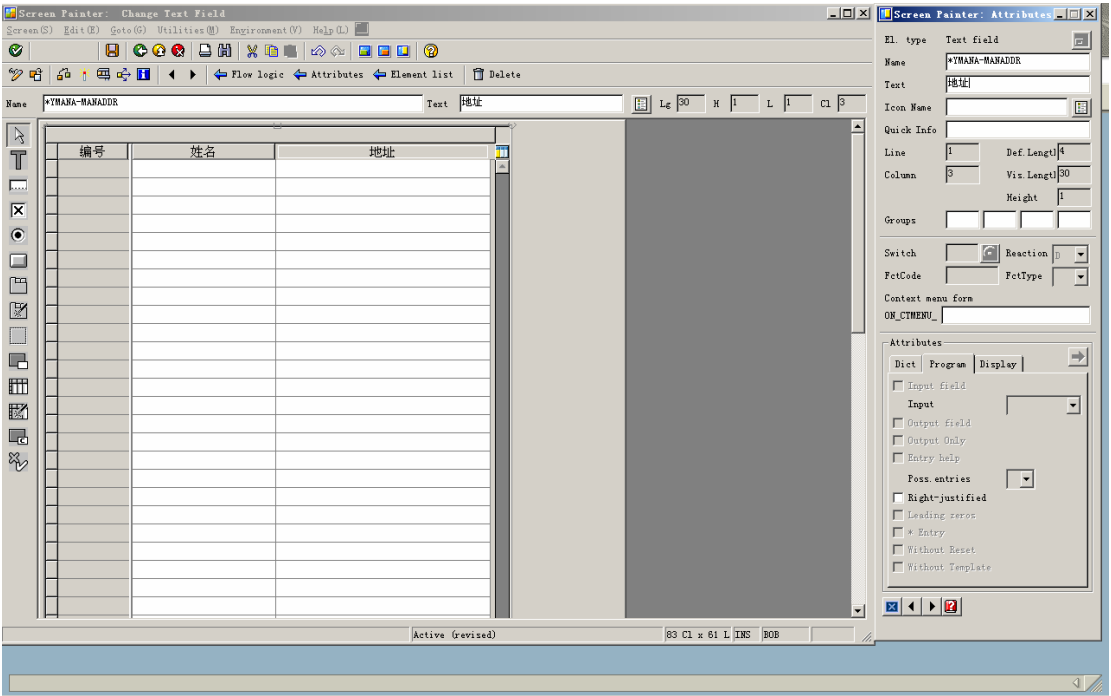 Screen Painter: Change Text Field
Screen(S) Edit(E) Goto(G) Utilities(M) Environment(V) Help(L)
Flow logic Attributes Element list Delete
Name *YMANA-MANADDR Text 地址 Lg 30 H 1 L 1 Cl 3
编号 姓名 地址
Active (revised) 83 Cl x 61 L INS BOB
Screen Painter: Attributes
El. type Text field
Name *YMANA-MANADDR
Text 地址
Icon Name
Quick Info
Line 1 Def.Lengtl 4
Column 3 Vis.Lengtl 30
Height 1
Groups
Switch Reaction D
FctCode FctType
Context menu form
ON_CTMENU_
Attributes
Dict Program Display
Input field
Input
Output field
Output Only
Entry help
Poss.entries
Right-justified
Leading zeros
* Entry
Without Reset
Without Template